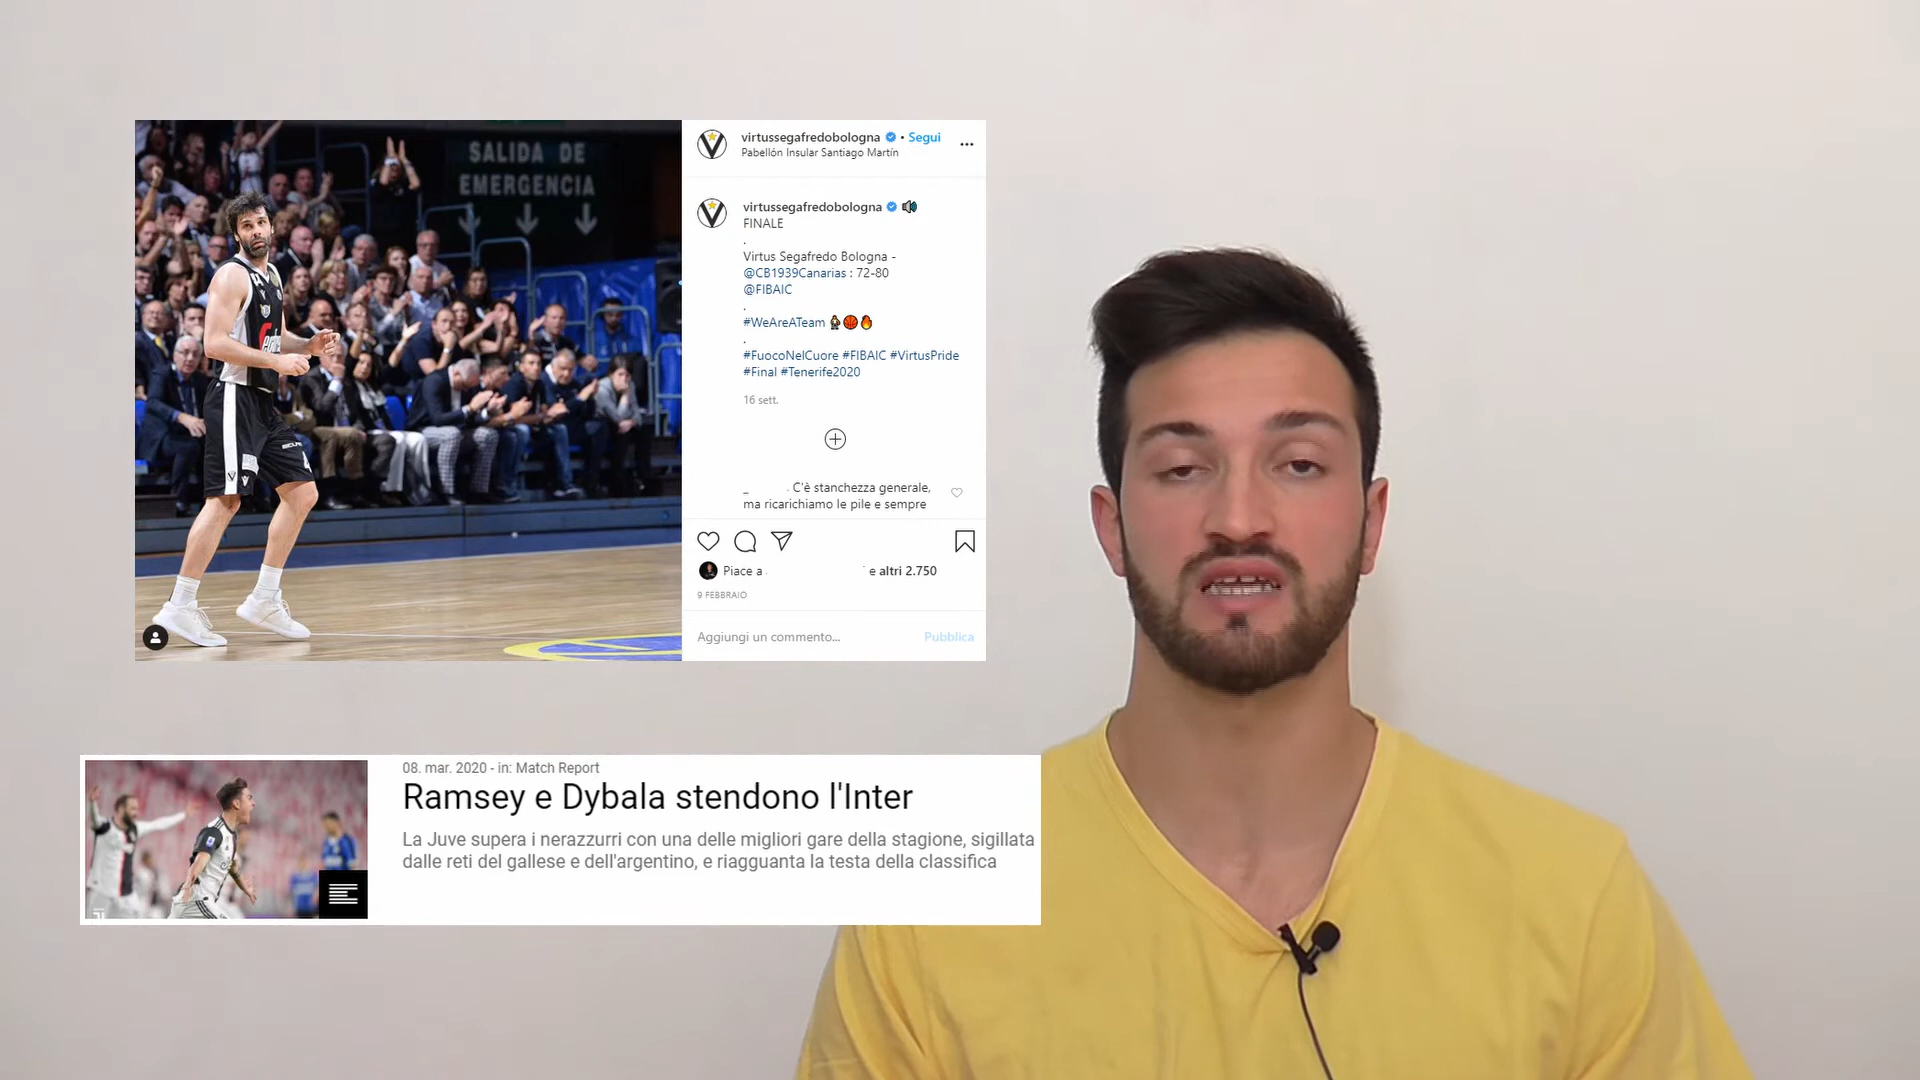 SALIDA DE
EMERGENCIA
virtussegafredobologna • Segui
Pabellón Insular Santiago Martín
virtussegafredobologna
FINALE
.
Virtus Segafredo Bologna -
@CB1939Canarias : 72-80
@FIBAIC
.
#WeAreATeam
.
#FuocoNelCuore #FIBAIC #VirtusPride
#Final #Tenerife2020
16 sett.
C'è stanchezza generale,
ma ricarichiamo le pile e sempre
Piace a
e altri 2.750
9 FEBBRAIO
Aggiungi un commento...
Pubblica
08. mar. 2020 - in: Match Report
Ramsey e Dybala stendono l'Inter
La Juve supera i nerazzurri con una delle migliori gare della stagione, sigillata
dalle reti del gallese e dell'argentino, e riagguanta la testa della classifica